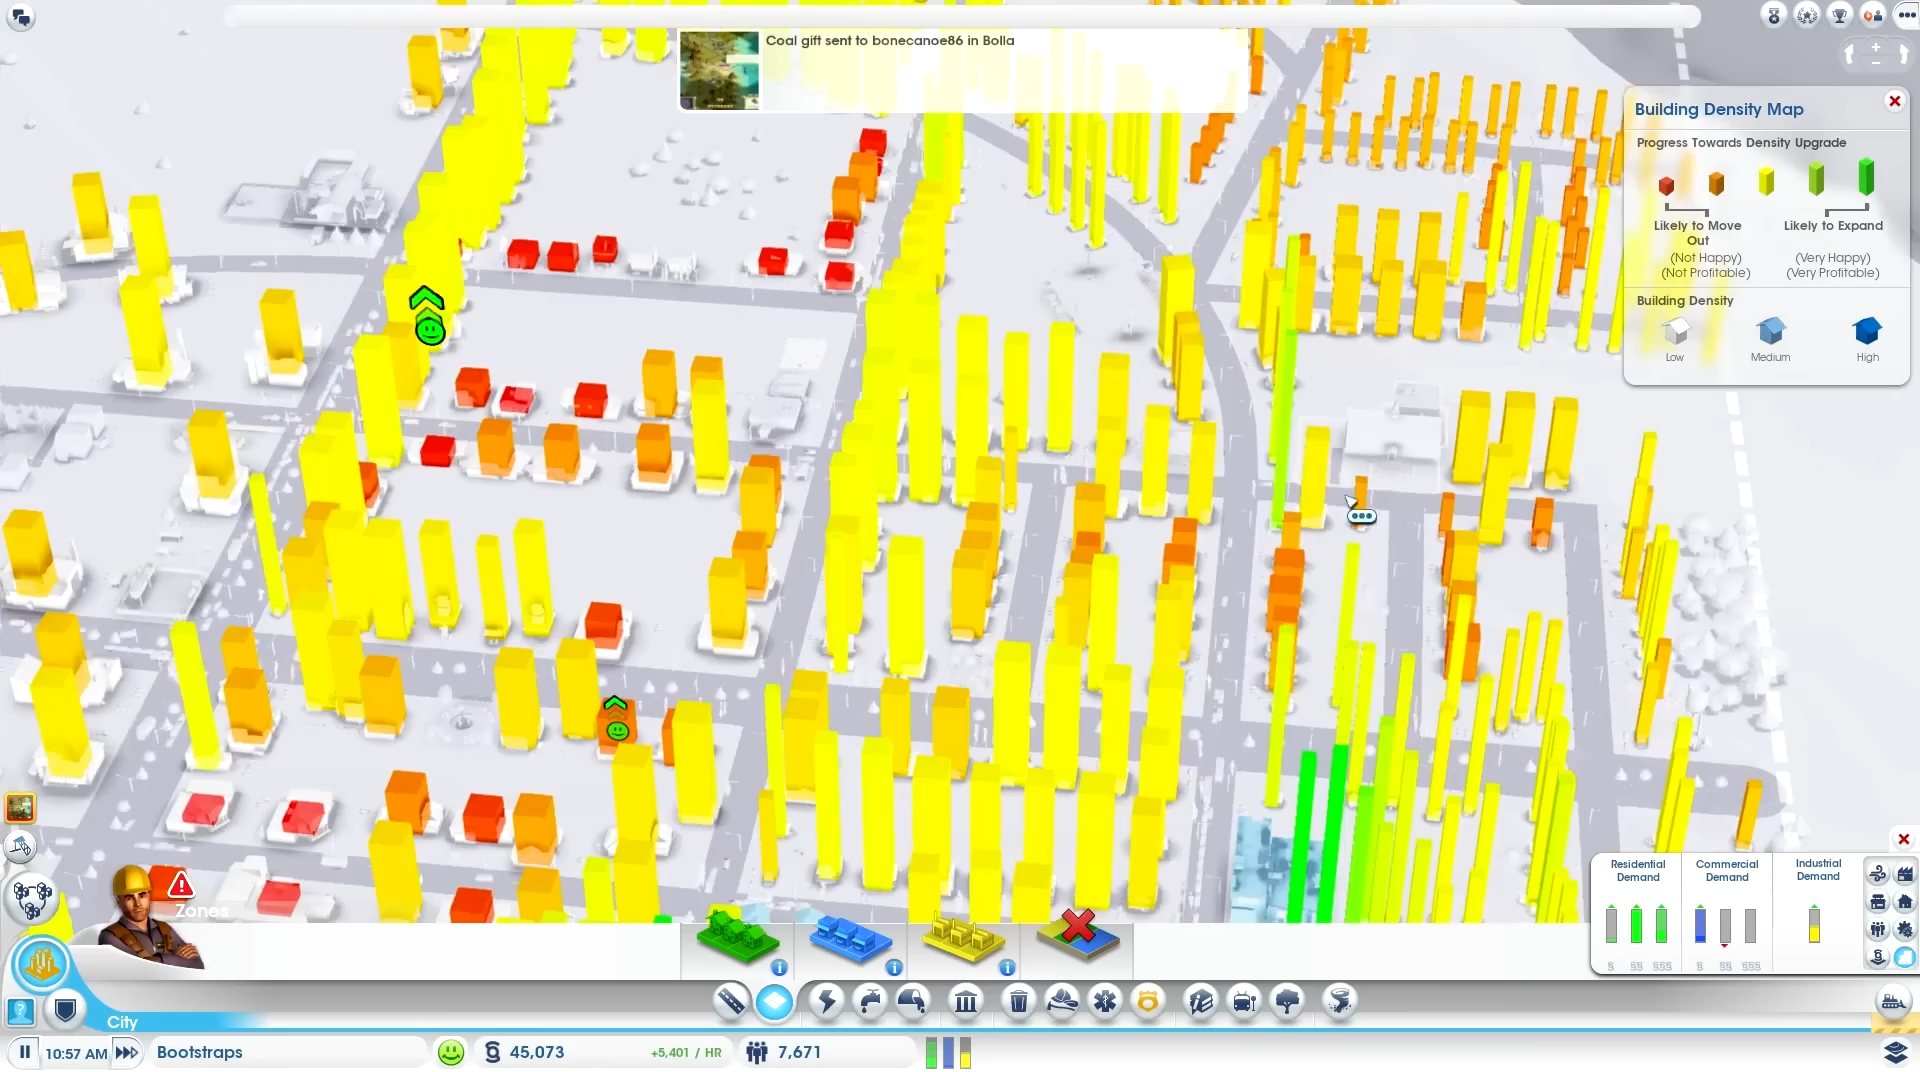 Coal gift sent to bonecanoe86 in Bolla
Building Density Map
Progress Towards Density Upgrade
Likely to Move Out
(Not Happy)
(Not Profitable)
Likely to Expand
(Very Happy)
(Very Profitable)
Building Density
Low
Medium
High
Zones
Residential Demand
Commercial Demand
Industrial Demand
§ §§ §§§
§ §§ §§§
City
10:57 AM
Bootstraps
45,073
+5,401 / HR
7,671